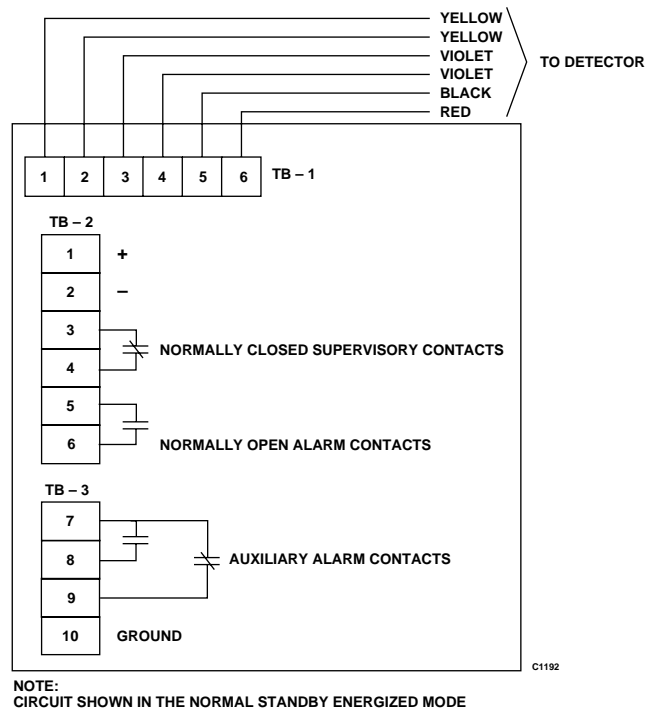 YELLOW
YELLOW
VIOLET
VIOLET
BLACK
RED
TO DETECTOR
1 2 3 4 5 6 TB – 1
TB – 2
1 +
2 –
3
4
NORMALLY CLOSED SUPERVISORY CONTACTS
5
6
NORMALLY OPEN ALARM CONTACTS
TB – 3
7
8
AUXILIARY ALARM CONTACTS
9
10 GROUND
C1192
NOTE:
CIRCUIT SHOWN IN THE NORMAL STANDBY ENERGIZED MODE